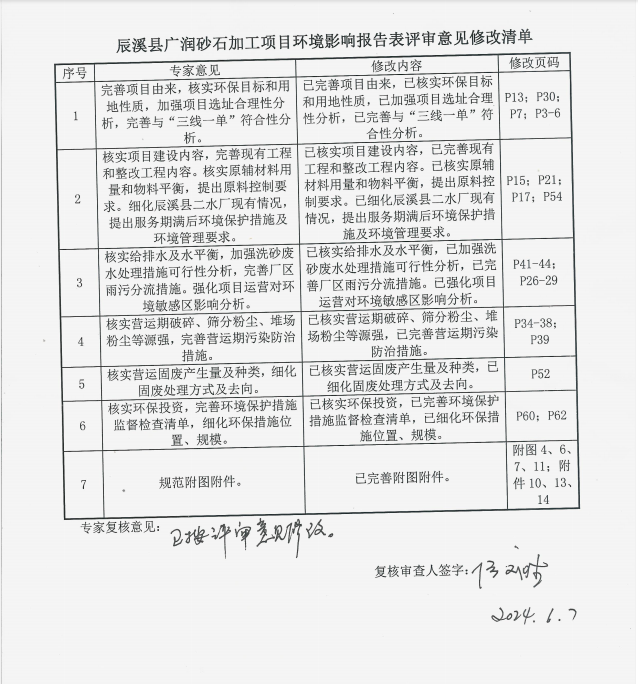 辰溪县广润砂石加工项目环境影响报告表评审意见修改清单
序号 专家意见 修改内容 修改页码
1
完善项目由来，核实环保目标和用
地性质，加强项目选址合理性分
析，完善与“三线一单”符合性分
析。
已完善项目由来，已核实环保目标
和用地性质，已加强项目选址合理
性分析，已完善与“三线一单”符
合性分析。
P13；P30；
P7；P3-6
2
核实项目建设内容，完善现有工程
和整改工程内容。核实原辅材料用
量和物料平衡，提出原料控制要
求。细化辰溪县二水厂现有情况，
提出服务期满后环境保护措施及
环境管理要求。
已核实项目建设内容，已完善现有
工程和整改工程内容。已核实原辅
材料用量和物料平衡，提出原料控
制要求。已细化辰溪县二水厂现有
情况，提出服务期满后环境保护措
施及环境管理要求。
P15；P21；
P17；P54
3
核实给排水及水平衡，加强洗砂废
水处理措施可行性分析，完善厂区
雨污分流措施。强化项目运营对环
境敏感区影响分析。
已核实给排水及水平衡，已加强洗
砂废水处理措施可行性分析，已完
善厂区雨污分流措施。已强化项目
运营对环境敏感区影响分析。
P41-44；
P26-29
4
核实营运期破碎、筛分粉尘、堆场
粉尘等源强，完善营运期污染防治
措施。
已核实营运期破碎、筛分粉尘、堆
场粉尘等源强，已完善营运期污染
防治措施。
P34-38；
P39
5
核实营运固废产生量及种类，细化
固废处理方式及去向。
已核实营运固废产生量及种类，已
细化固废处理方式及去向。
P52
6
核实环保投资，完善环境保护措施
监督检查清单，细化环保措施位
置、规模。
已核实环保投资，已完善环境保护
措施监督检查清单，已细化环保措
施位置、规模。
P60；P62
7
规范附图附件。
已完善附图附件。
附图 4、6、
7、11；附
件 10、13、
14
专家复核意见：已按评审意见修改。
复核审查人签字：
2024.6.7